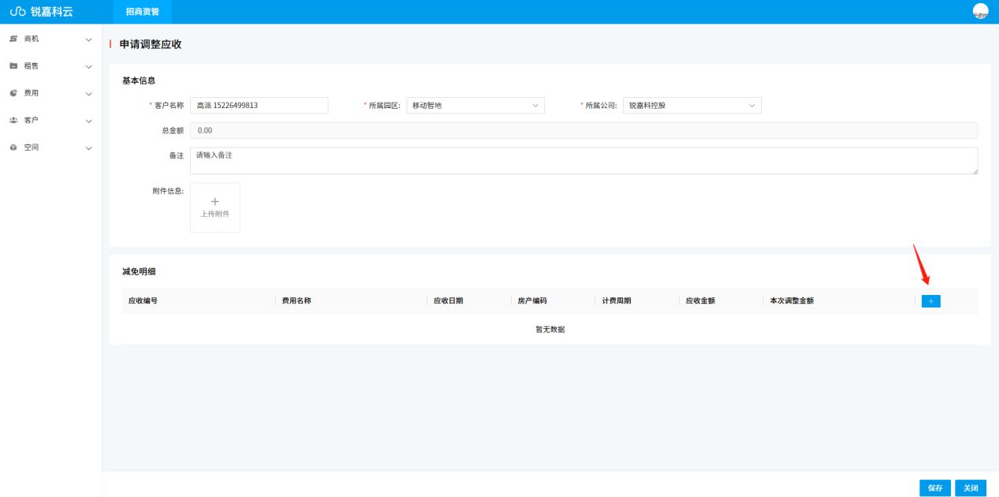 锐嘉科云 招商资管
商机
租售
费用
客户
空间
申请调整应收
基本信息
* 客户名称 高派 15226499813 * 所属园区: 移动智地 * 所属公司: 锐嘉科控股
总金额 0.00
备注 请输入备注
附件信息: + 上传附件
减免明细
应收编号 费用名称 应收日期 房产编码 计费周期 应收金额 本次调整金额 +
暂无数据
保存 关闭